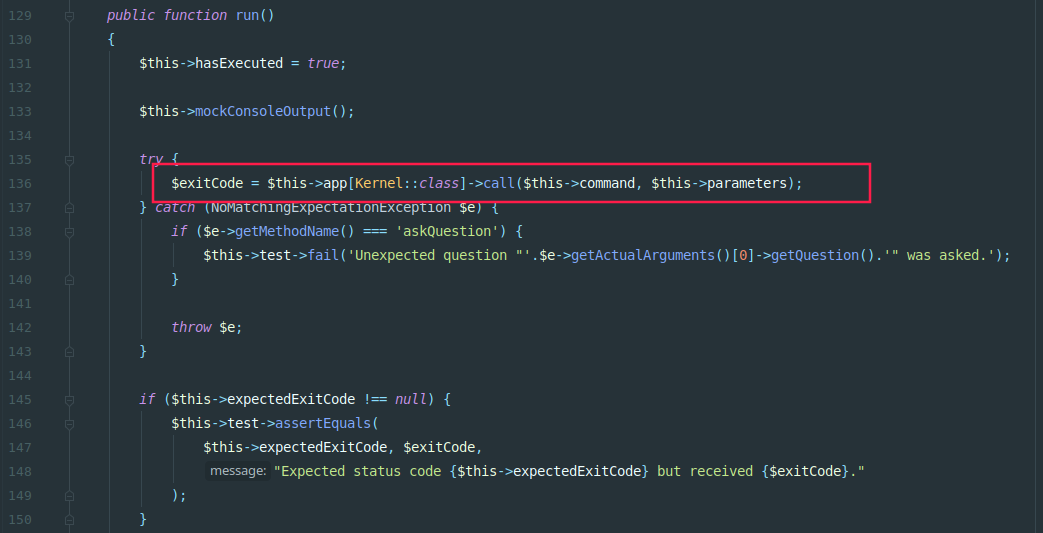 129 public function run()
130 {
131 $this->hasExecuted = true;
132
133 $this->mockConsoleOutput();
134
135 try {
136 $exitCode = $this->app[Kernel::class]->call($this->command, $this->parameters);
137 } catch (NoMatchingExpectationException $e) {
138 if ($e->getMethodName() === 'askQuestion') {
139 $this->test->fail('Unexpected question "'.$e->getActualArguments()[0]->getQuestion().'" was asked.');
140 }
141
142 throw $e;
143 }
144
145 if ($this->expectedExitCode !== null) {
146 $this->test->assertEquals(
147 $this->expectedExitCode, $exitCode,
148 message: "Expected status code {$this->expectedExitCode} but received {$exitCode}."
149 );
150 }